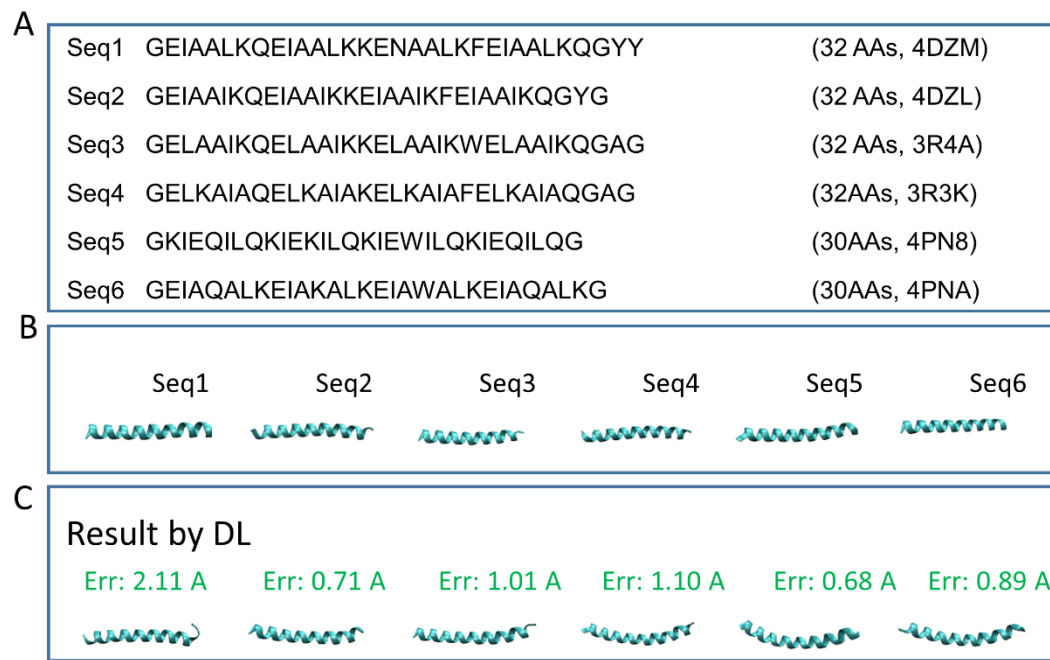 A
Seq1 GEIAALKQEIAALKKENAALKFEIAALKQGYY (32 AAs, 4DZM)
Seq2 GEIAAIKQEIAAIKKEIAAIKFEIAAIKQGYG (32 AAs, 4DZL)
Seq3 GELAAIKQELAAIKKELAAIKWELAAIKQGAG (32 AAs, 3R4A)
Seq4 GELKAIAQELKAIAKELKAIAFELKAIAQGAG (32AAs, 3R3K)
Seq5 GKIEQILQKIEKILQKIEWILQKIEQILQG (30AAs, 4PN8)
Seq6 GEIAQALKEIAKALKEIAWALKEIAQALKG (30AAs, 4PNA)
B
Seq1 Seq2 Seq3 Seq4 Seq5 Seq6
C
Result by DL
Err: 2.11 A Err: 0.71 A Err: 1.01 A Err: 1.10 A Err: 0.68 A Err: 0.89 A